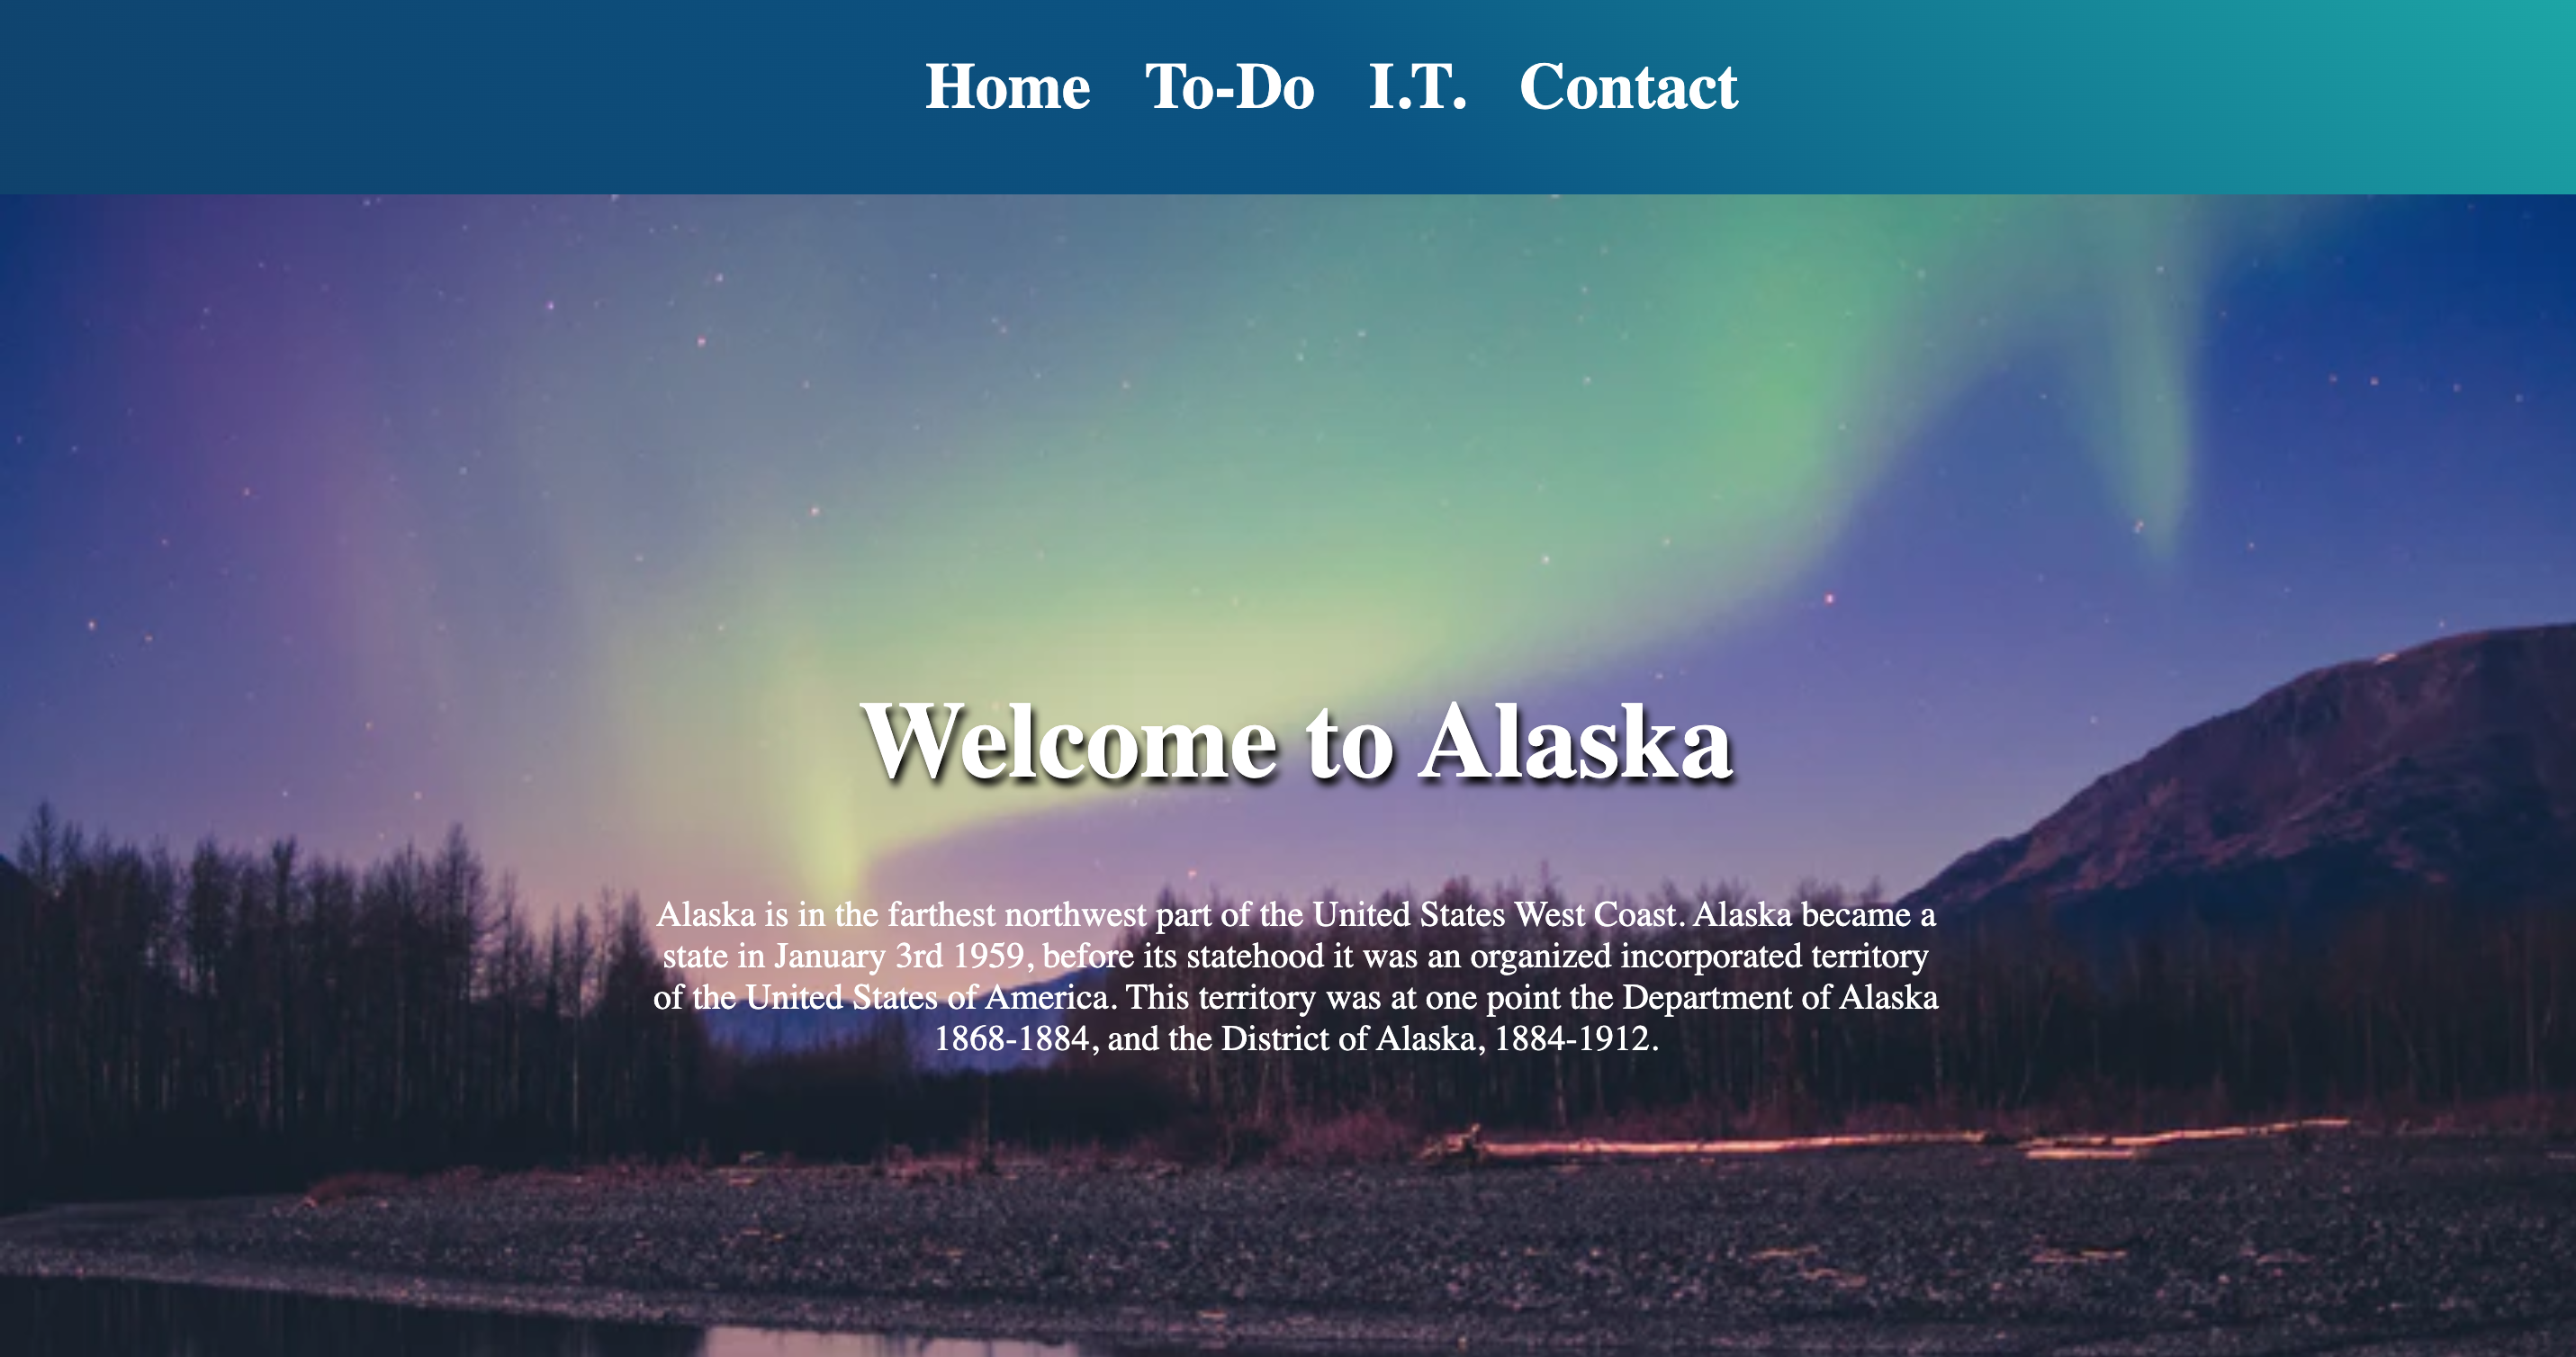 Home To-Do I.T. Contact
Welcome to Alaska
Alaska is in the farthest northwest part of the United States West Coast. Alaska became a
state in January 3rd 1959, before its statehood it was an organized incorporated territory
of the United States of America. This territory was at one point the Department of Alaska
1868-1884, and the District of Alaska, 1884-1912.